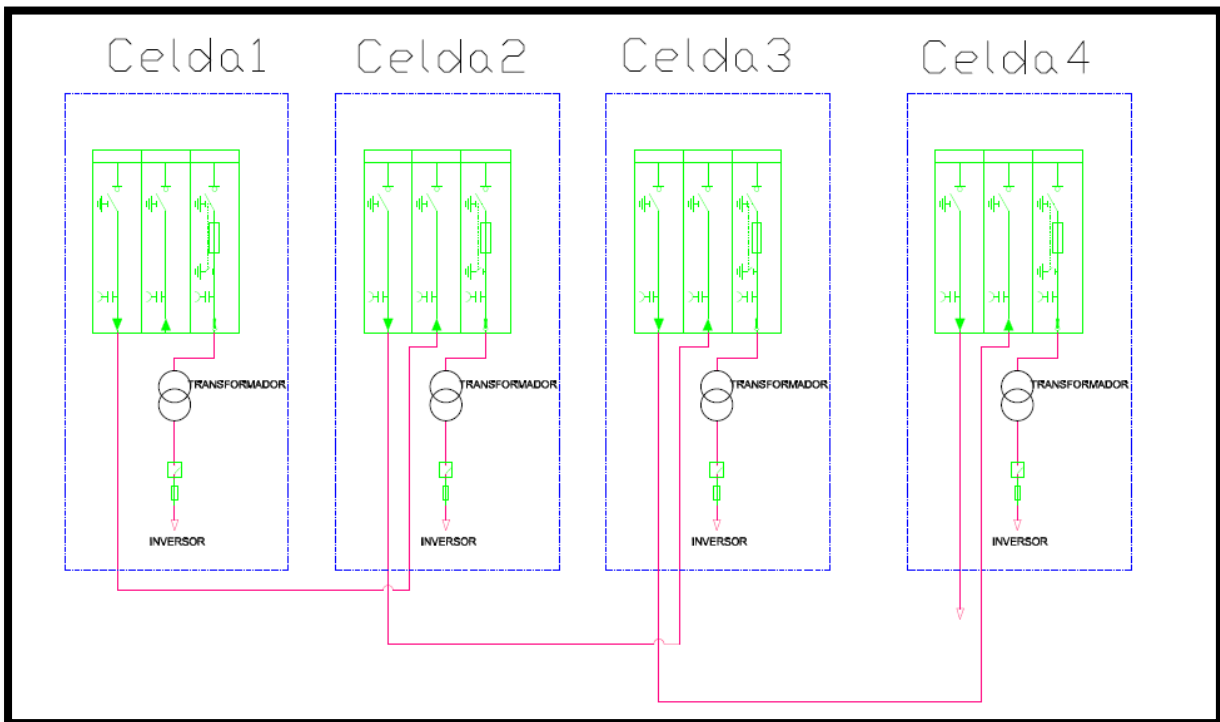 Celda1 Celda2 Celda3 Celda4
TRANSFORMADOR TRANSFORMADOR TRANSFORMADOR TRANSFORMADOR
INVERSOR INVERSOR INVERSOR INVERSOR